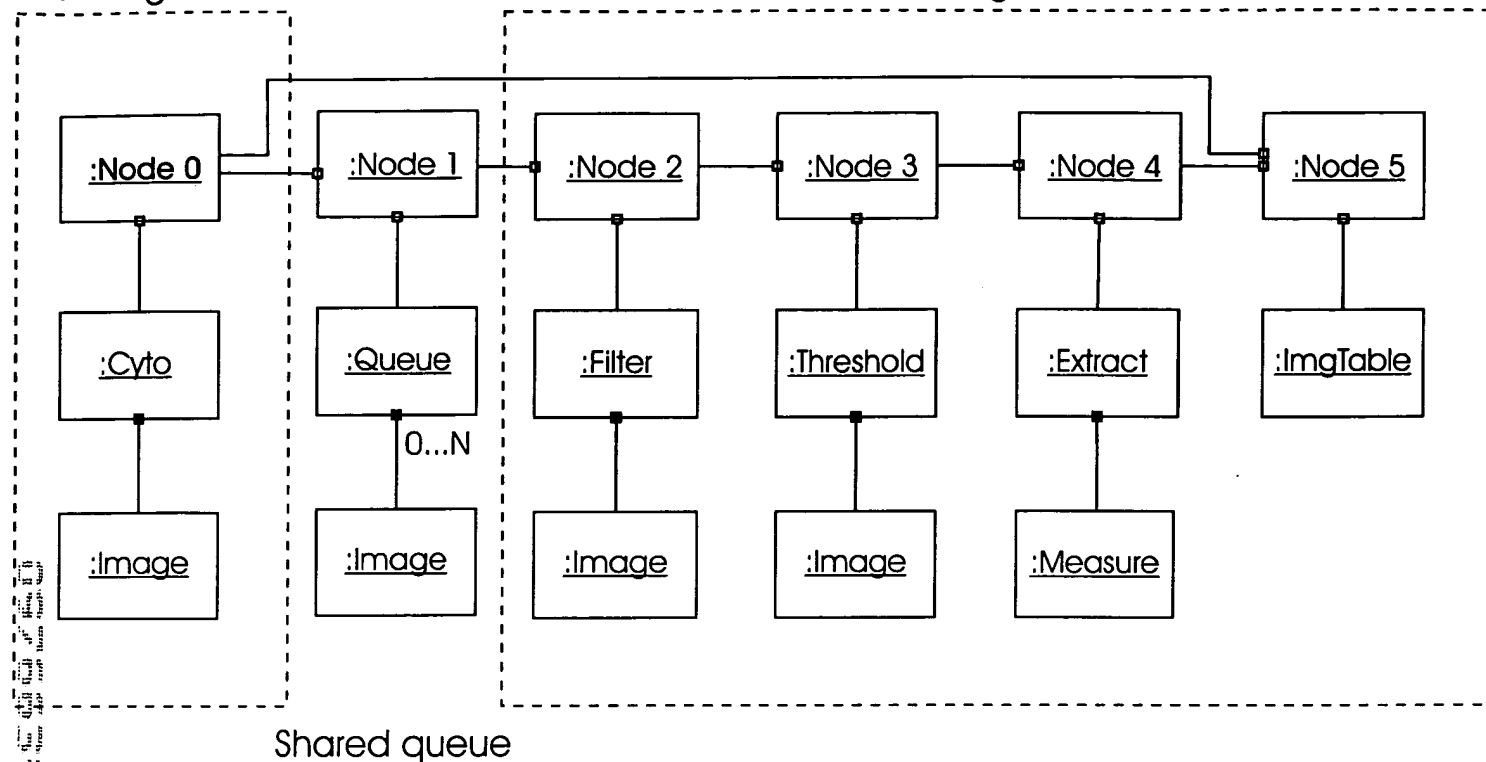 :Node 0
:Node 1
:Node 2
:Node 3
:Node 4
:Node 5
:Cyto
:Queue
:Filter
:Threshold
:Extract
:ImgTable
0...N
:Image
:Image
:Image
:Image
:Measure
Shared queue